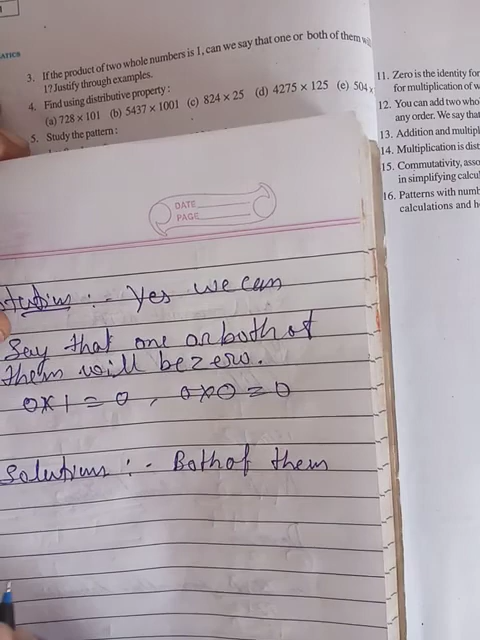 ATICS
3. If the product of two whole numbers is 1, can we say that one or both of them
1? Justify through examples.
4. Find using distributive property :
(a) 728 × 101 (b) 5437 × 1001 (c) 824 × 25 (d) 4275 × 125 (e) 504 ×
5. Study the pattern :
DATE
PAGE
Yes we can
Say that one or both of
them will be zero.
0×1=0, 0×0=0
Solutions :- Both of them
11. Zero is the identity for
for multiplication of w
12. You can add two who
any order. We say that
13. Addition and multipl
14. Multiplication is dist
15. Commutativity, asso
in simplifying calcul
16. Patterns with numb
calculations and h